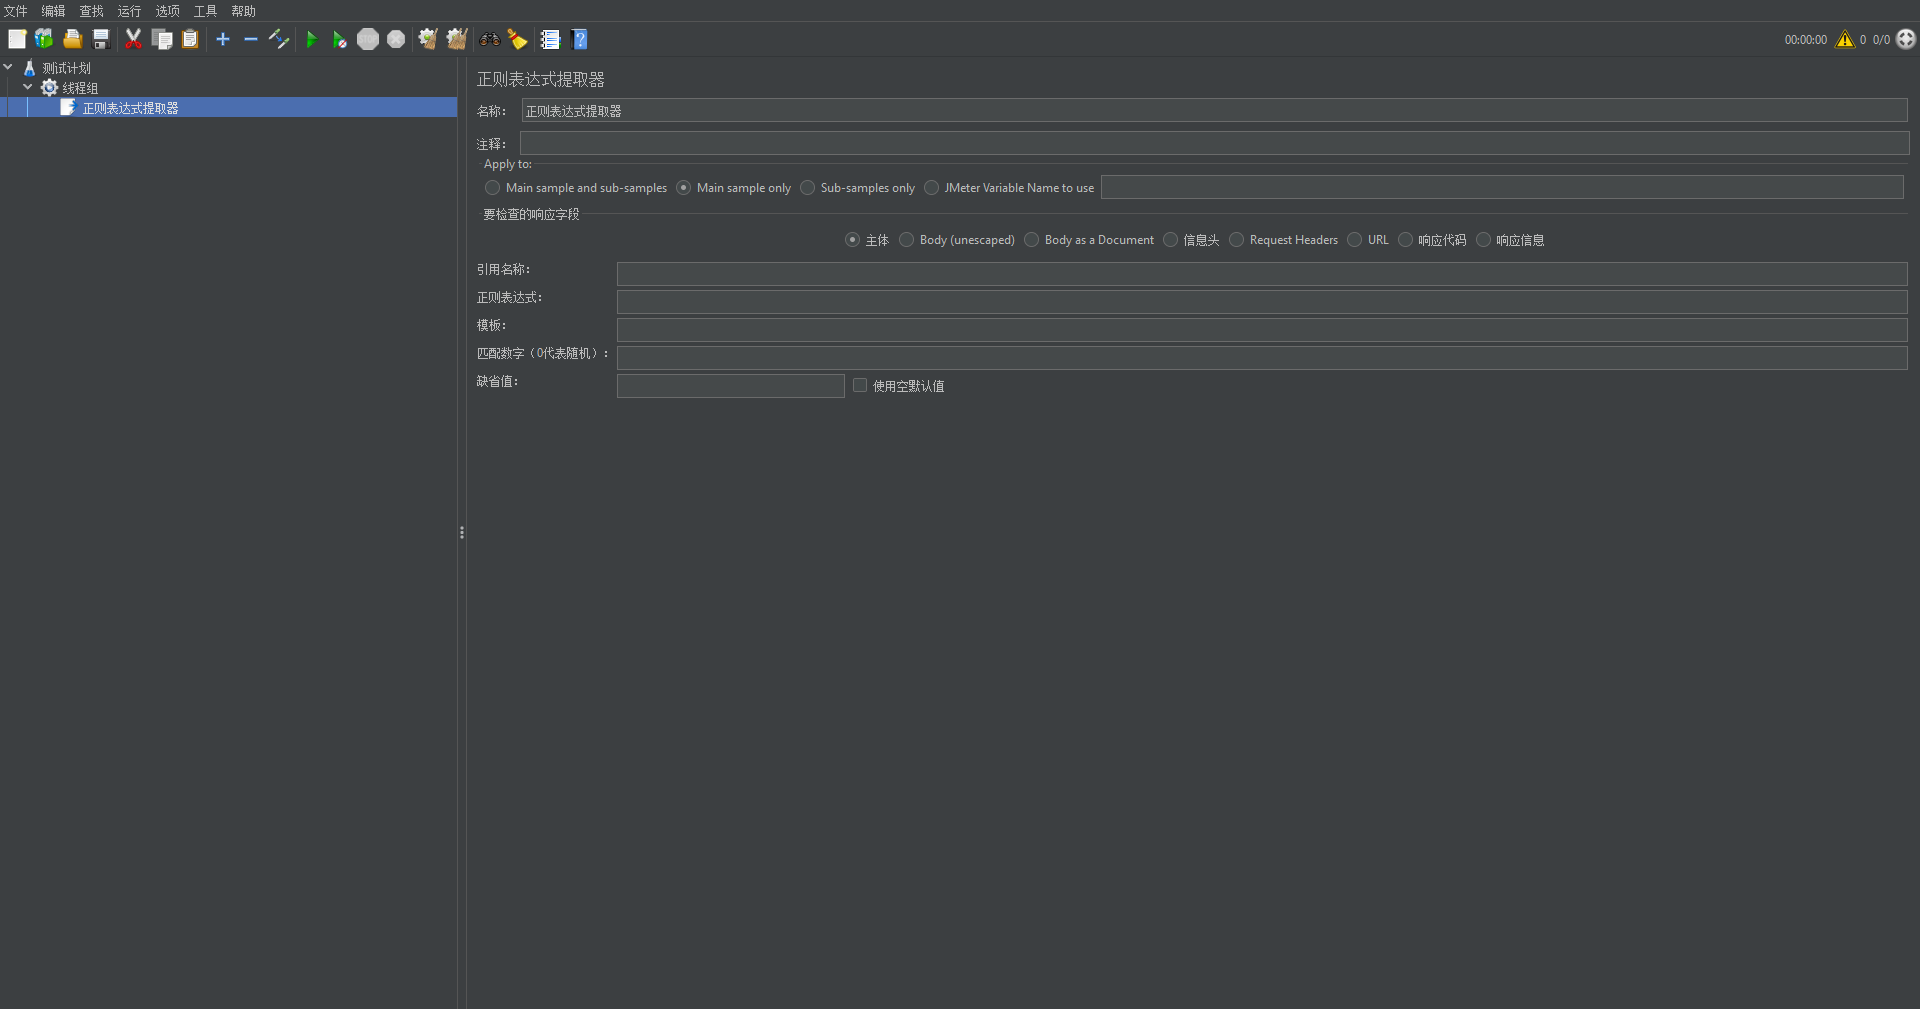 文件 编辑 查找 运行 选项 工具 帮助
00:00:00 0 0/0
测试计划
线程组
正则表达式提取器
正则表达式提取器
名称： 正则表达式提取器
注释：
Apply to:
Main sample and sub-samples Main sample only Sub-samples only JMeter Variable Name to use
要检查的响应字段
主体 Body (unescaped) Body as a Document 信息头 Request Headers URL 响应代码 响应信息
引用名称：
正则表达式：
模板：
匹配数字（0代表随机）：
缺省值： 使用空默认值